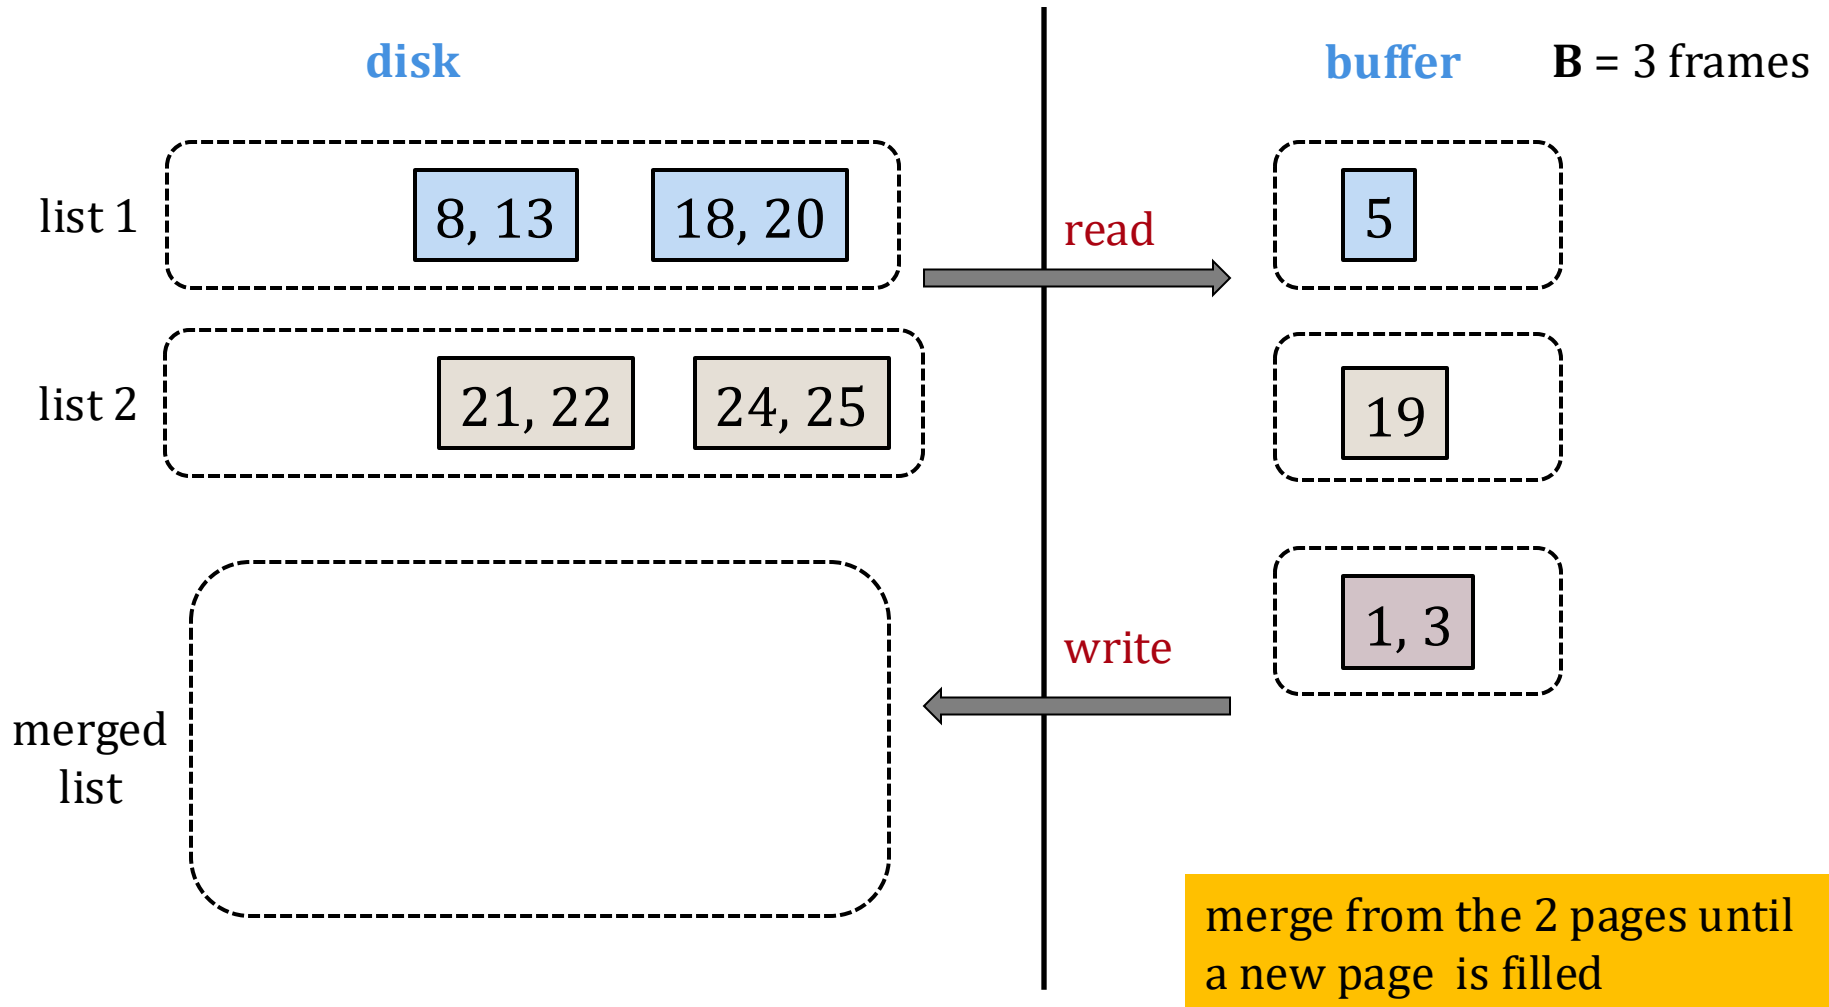 disk
buffer
B = 3 frames
list 1
8, 13
18, 20
read
5
list 2
21, 22
24, 25
19
1, 3
write
merged
list
merge from the 2 pages until
a new page is filled